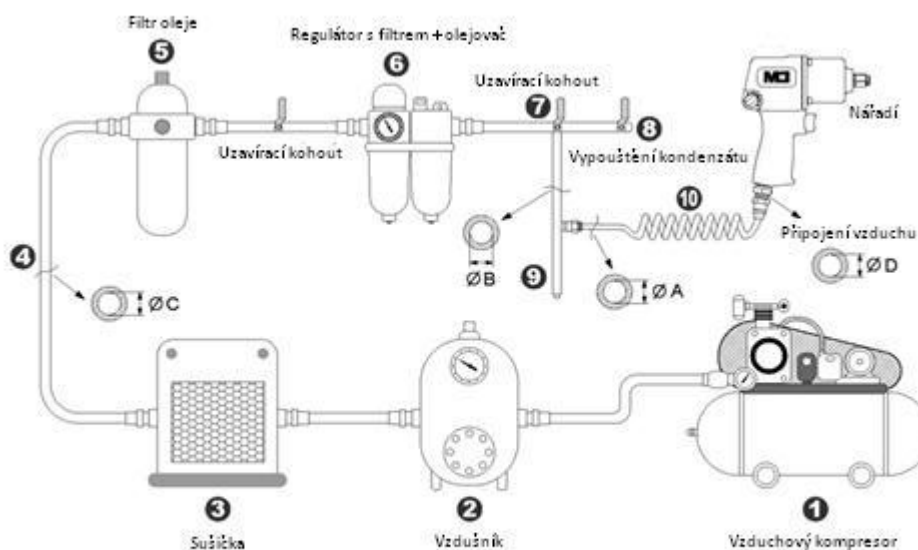 Filtr oleje
5
Regulátor s filtrem + olejovač
6
Uzavírací kohout
7
8
Nářadí
Uzavírací kohout
Vypouštění kondenzátu
10
Připojení vzduchu
4
ØB
9
ØD
ØC
ØA
3
Sušička
2
Vzdušník
1
Vzduchový kompresor